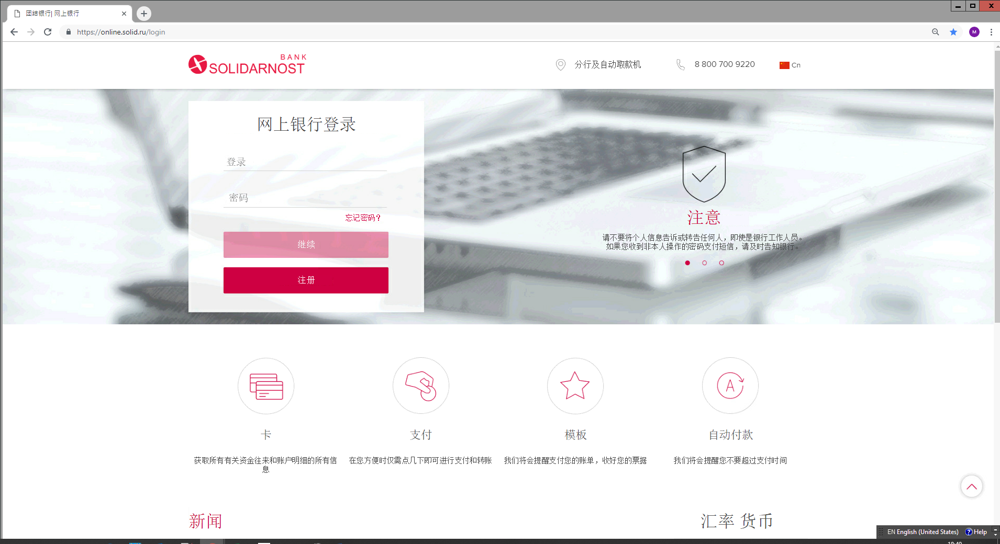 团结银行| 网上银行
https://online.solid.ru/login
M
BANK
SOLIDARNOST
分行及自动取款机
8 800 700 9220
Cn
网上银行登录
登录
密码
忘记密码？
继续
注册
注意
请不要将个人信息告诉或转告任何人，即使是银行工作人员。
如果您收到非本人操作的密码支付短信，请及时告知银行。
A
卡
支付
模板
自动付款
获取所有有关资金往来和账户明细的所有信
息
在您方便时仅需点几下即可进行支付和转账
我们将会提醒支付您的账单，收好您的票据
我们将会提醒您不要超过支付时间
新闻
汇率 货币
EN English (United States)
? Help